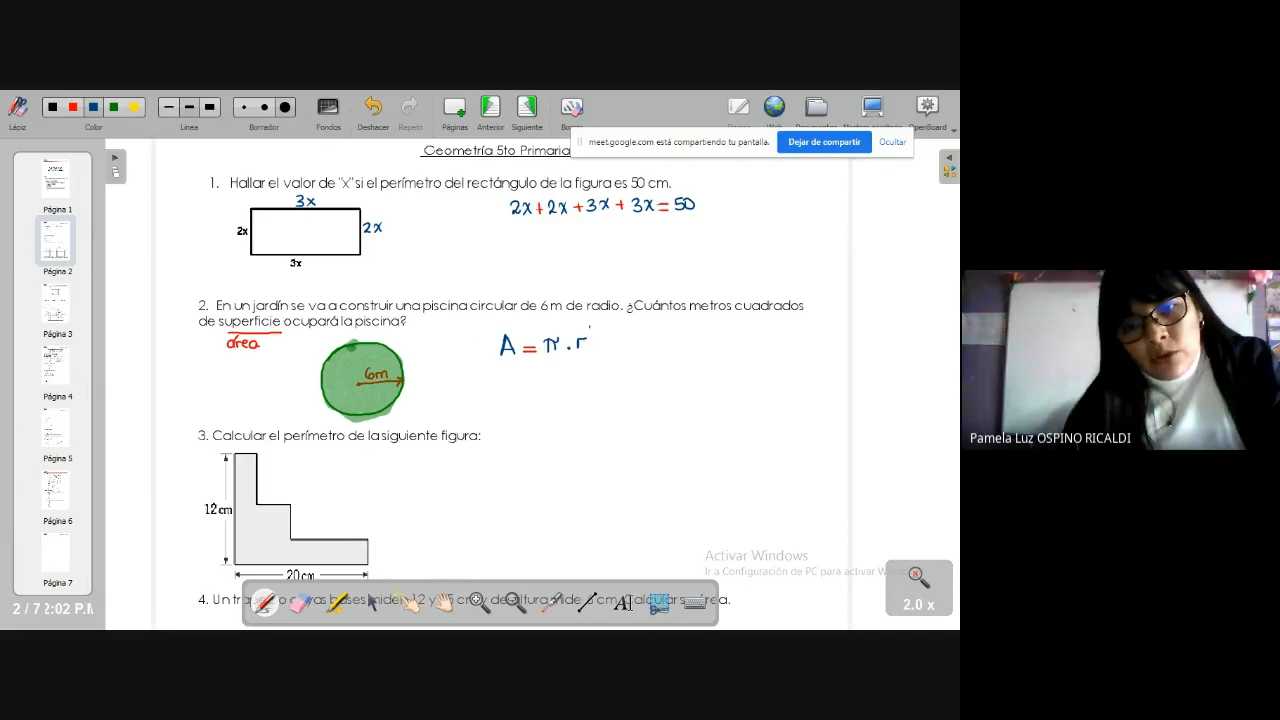 Lápiz
Color
Línea
Borrador
Fondos
Deshacer
Repetir
Páginas
Anterior
Siguiente
OpenBoard
meet.google.com está compartiendo tu pantalla.
Dejar de compartir
Ocultar
Página 1
Página 2
Página 3
Página 4
Página 5
Página 6
Página 7
2 / 7 2:02 P.M
Geometría 5to Primaria
1. Hallar el valor de "x" si el perímetro del rectángulo de la figura es 50 cm.
3x
2x
2x
3x
2x + 2x + 3x + 3x = 50
2. En un jardín se va a construir una piscina circular de 6 m de radio. ¿Cuántos metros cuadrados
de superficie ocupará la piscina?
área
6m
A = π . r
3. Calcular el perímetro de la siguiente figura:
12 cm
20 cm
Activar Windows
Ir a Configuración de PC para activar
2.0 x
Pamela Luz OSPINO RICALDI